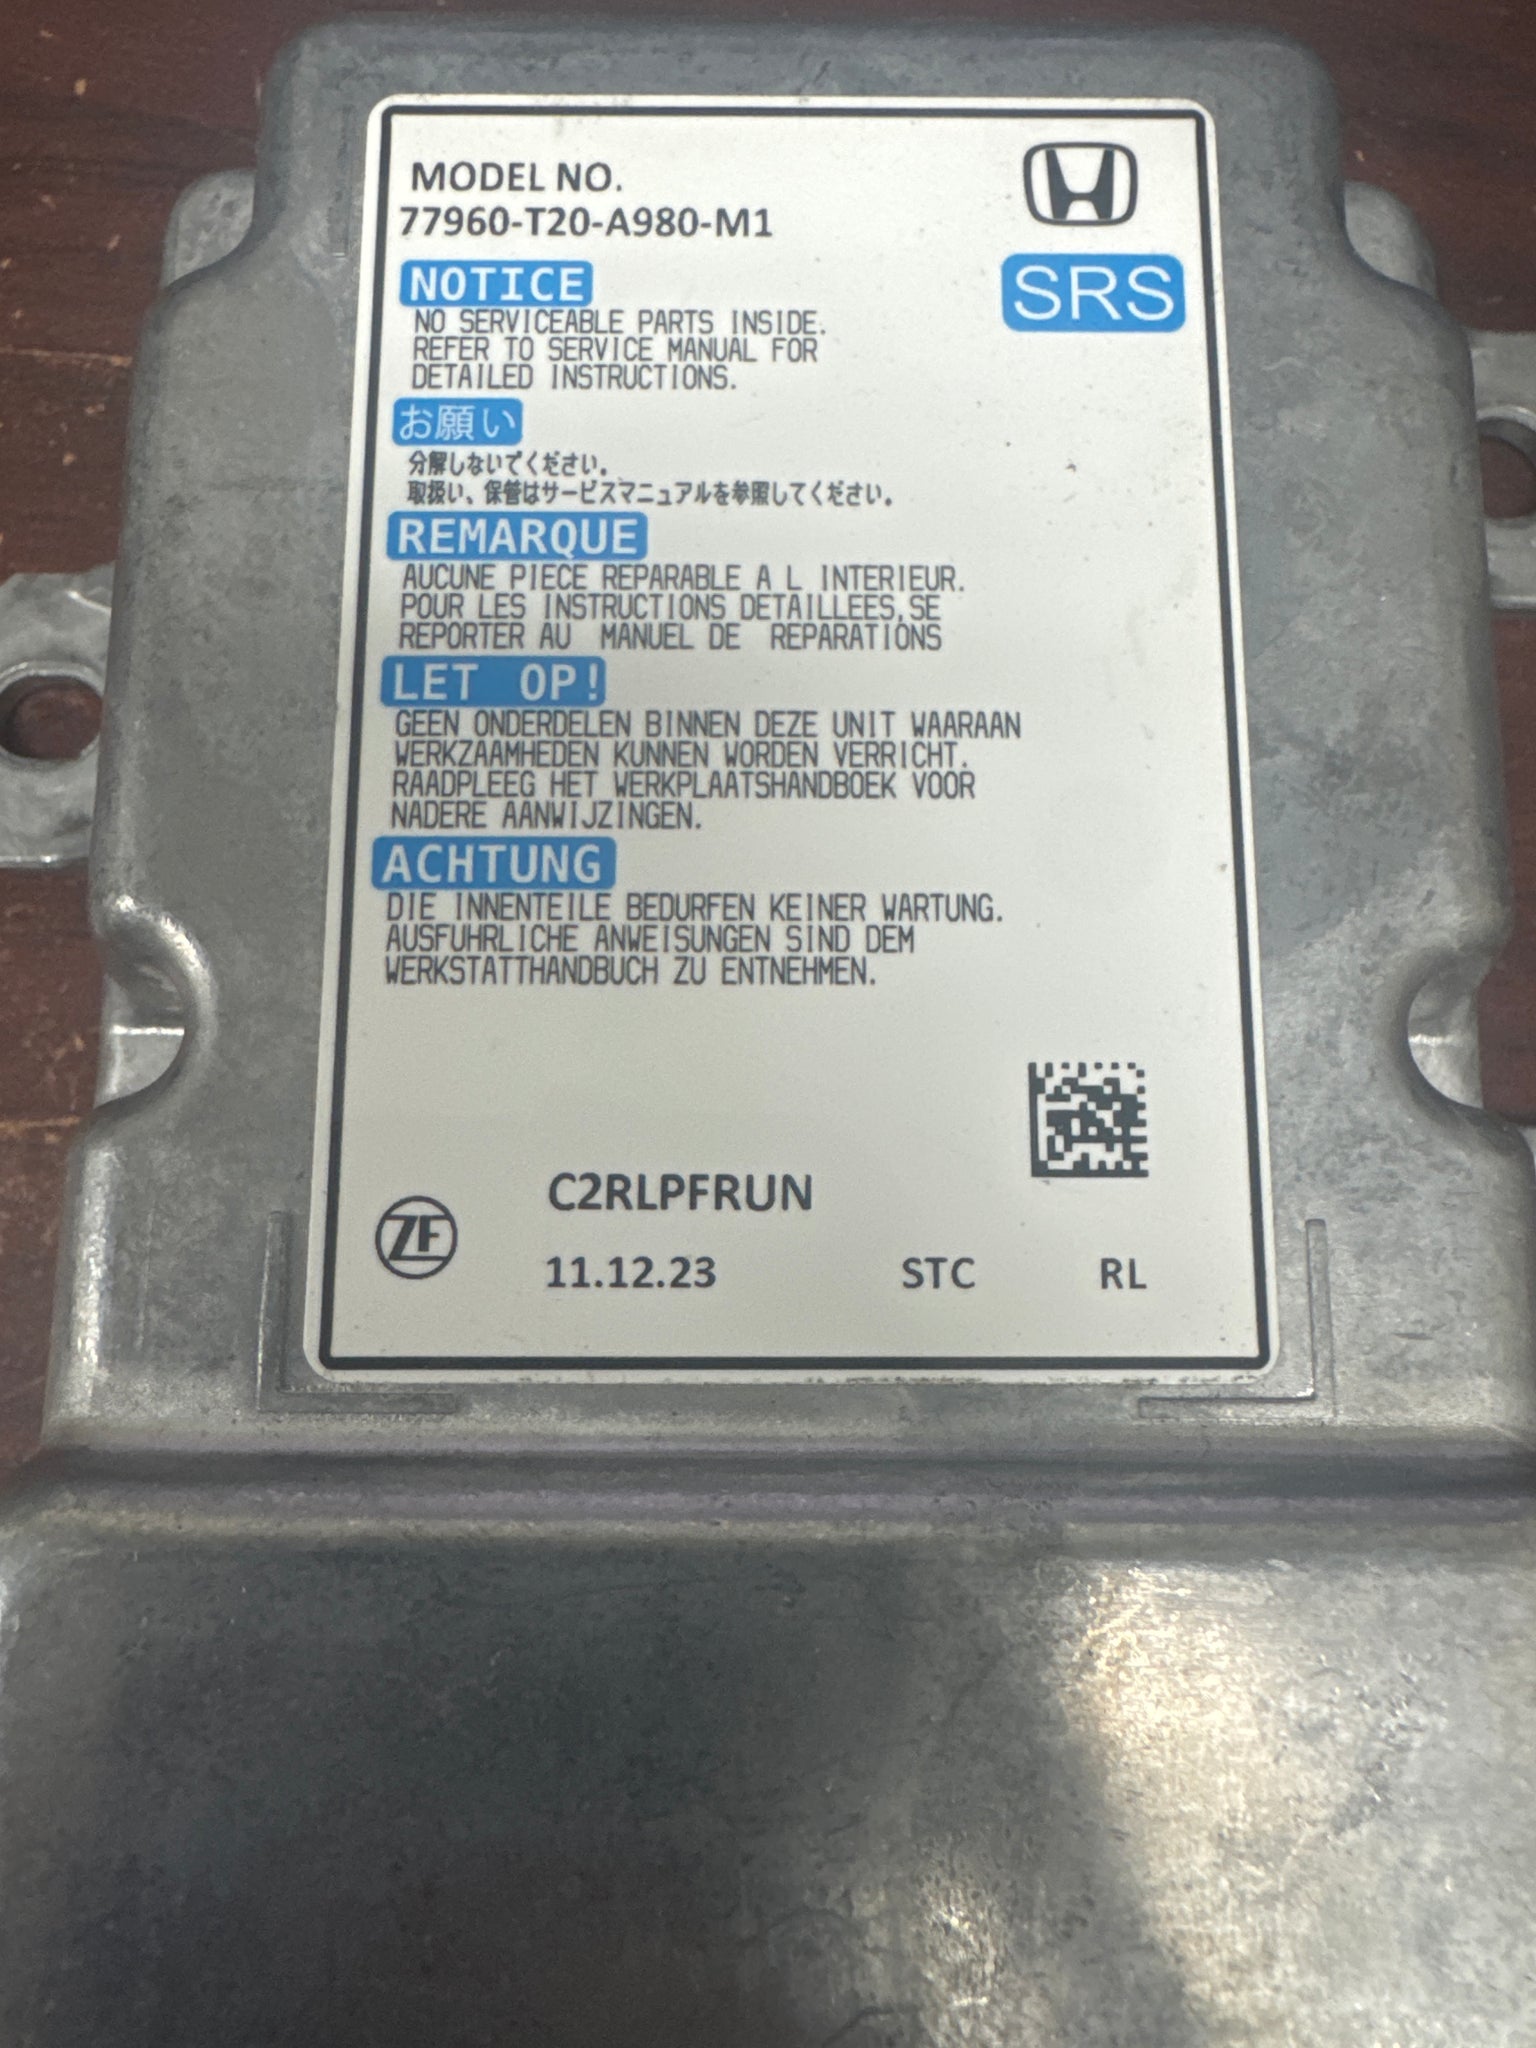 MODEL NO.
77960-T20-A980-M1
SRS
NOTICE
NO SERVICEABLE PARTS INSIDE.
REFER TO SERVICE MANUAL FOR
DETAILED INSTRUCTIONS.
お願い
分解しないでください。
取扱い、保管はサービスマニュアルを参照してください。
REMARQUE
AUCUNE PIECE REPARABLE A L INTERIEUR.
POUR LES INSTRUCTIONS DETAILLEES,SE
REPORTER AU MANUEL DE REPARATIONS
LET OP!
GEEN ONDERDELEN BINNEN DEZE UNIT WAARAAN
WERKZAAMHEDEN KUNNEN WORDEN VERRICHT.
RAADPLEEG HET WERKPLAATSHANDBOEK VOOR
NADERE AANWIJZINGEN.
ACHTUNG
DIE INNENTEILE BEDURFEN KEINER WARTUNG.
AUSFUHRLICHE ANWEISUNGEN SIND DEM
WERKSTATTHANDBUCH ZU ENTNEHMEN.
C2RLPFRUN
ZF
11.12.23 STC RL